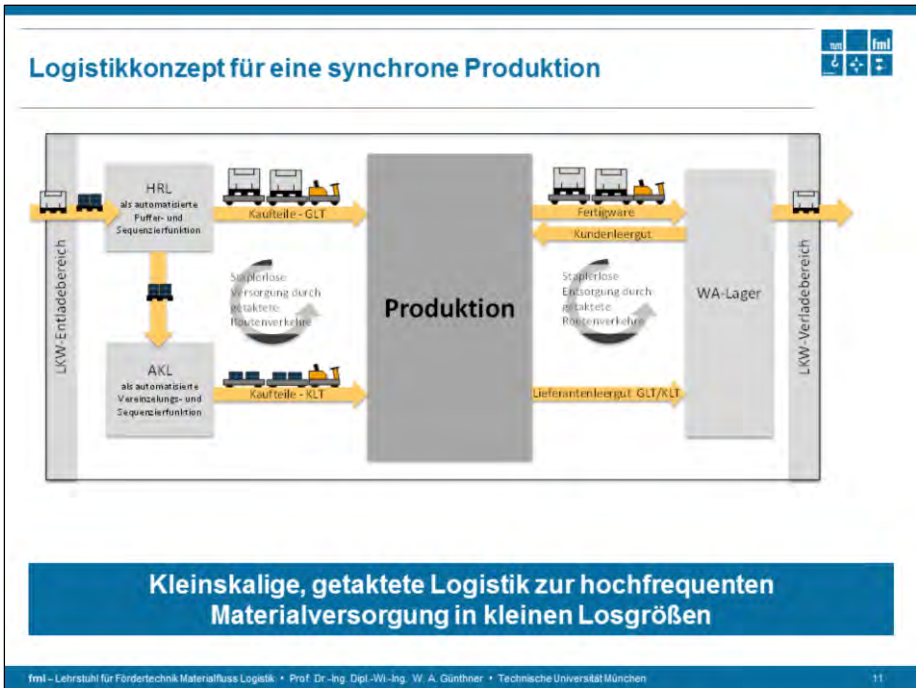 Logistikkonzept für eine synchrone Produktion
TUM
fml
LKW-Entladebereich
HRL
als automatisierte
Puffer- und
Sequenzierfunktion
Kaufteile - GLT
Staplerlose
Versorgung durch
getaktete
Routenverkehre
AKL
als automatisierte
Vereinzelungs- und
Sequenzierfunktion
Kaufteile - KLT
Produktion
Fertigware
Kundenleergut
Staplerlose
Entsorgung durch
getaktete
Routenverkehre
Lieferantenleergut GLT/KLT
WA-Lager
LKW-Verladebereich
Kleinskalige, getaktete Logistik zur hochfrequenten
Materialversorgung in kleinen Losgrößen
fml – Lehrstuhl für Fördertechnik Materialfluss Logistik • Prof. Dr.-Ing. Dipl.-Wi.-Ing. W. A. Günthner • Technische Universität München
11